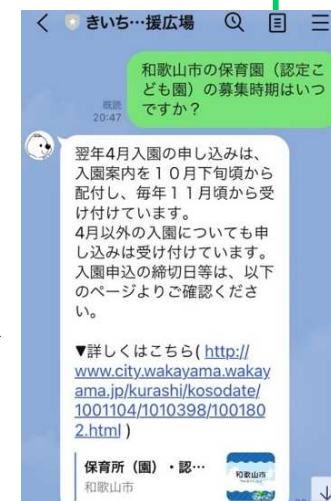 きいち…援広場
和歌山市の保育園（認定こ
ども園）の募集時期はいつ
ですか？
既読
20:47
翌年4月入園の申し込みは、
入園案内を１０月下旬頃から
配付し、毎年１１月頃から受
け付けています。
4月以外の入園についても申
し込みは受け付けています。
入園申込の締切日等は、以下
のページよりご確認くださ
い。
▼詳しくはこちら( http://
www.city.wakayama.wakay
ama.jp/kurashi/kosodate/
1001104/1010398/100180
2.html )
保育所（園）・認…
和歌山市
和歌山市